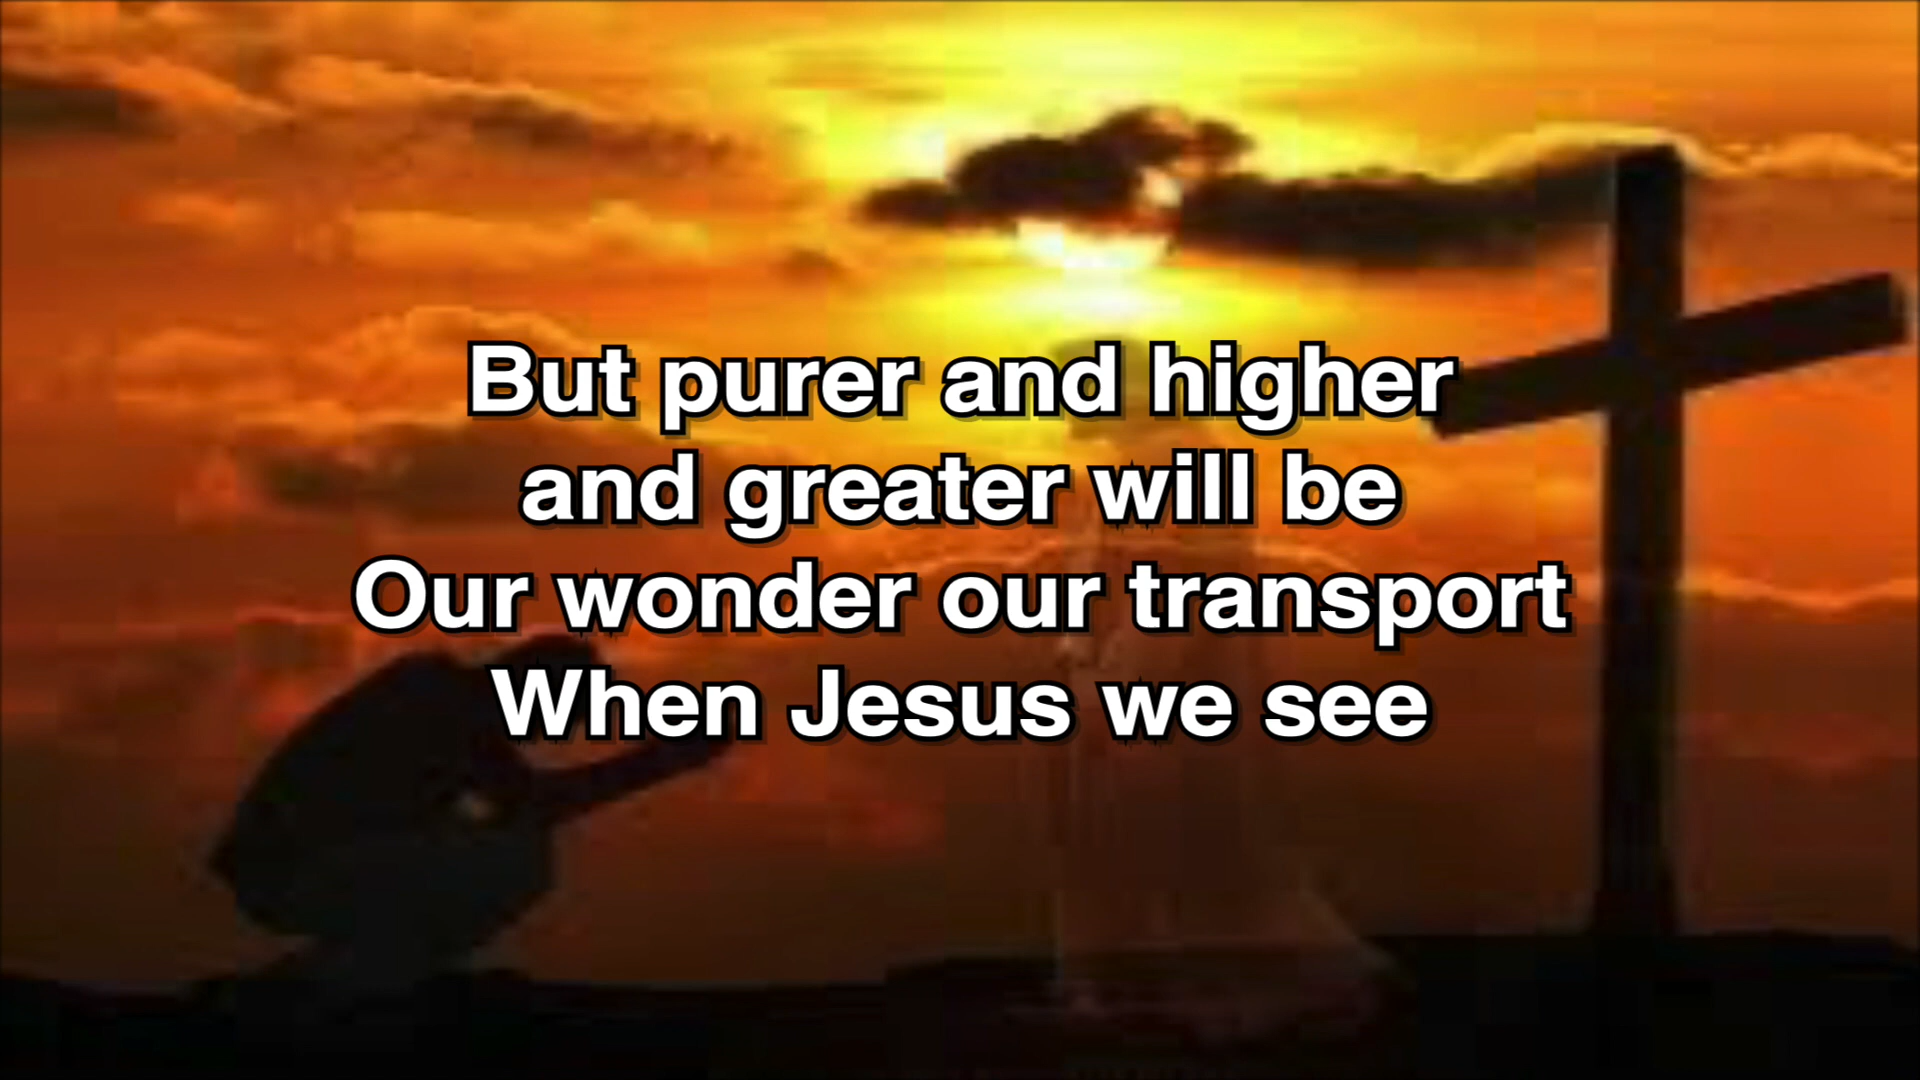 But purer and higher
and greater will be
Our wonder our transport
When Jesus we see